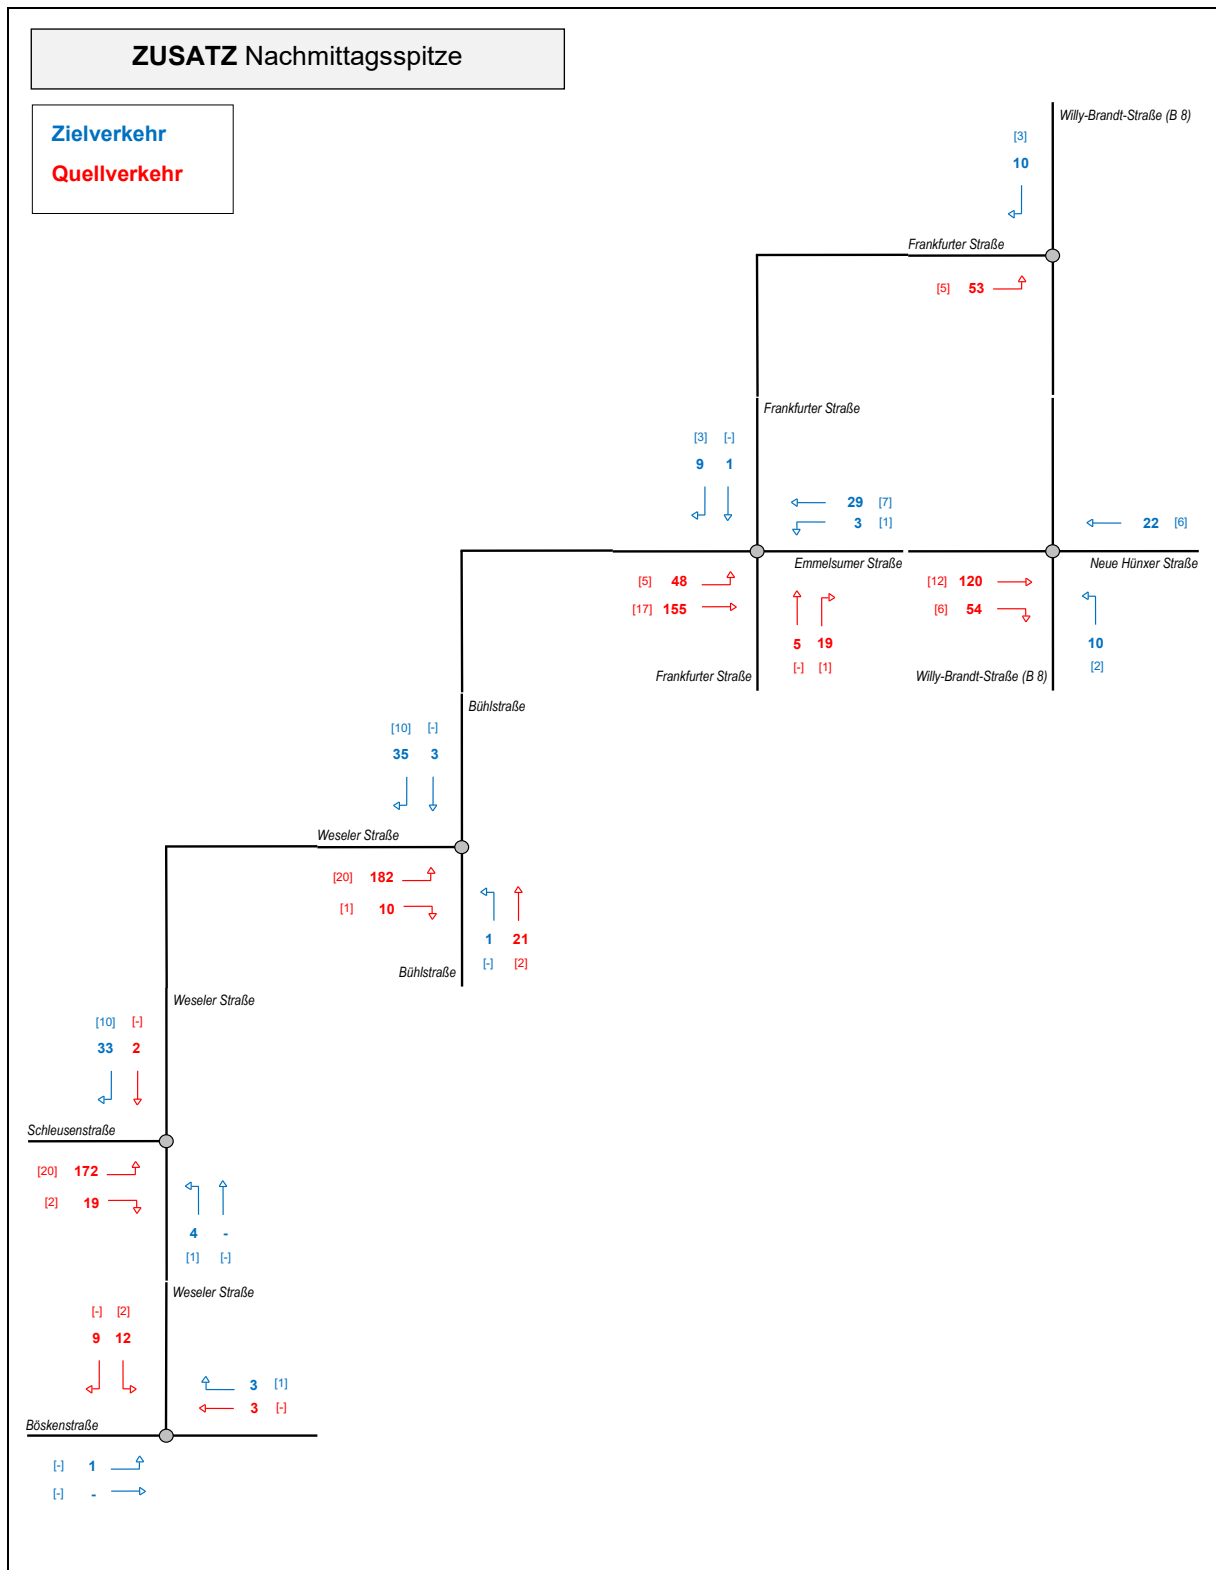 ZUSATZ Nachmittagsspitze
Zielverkehr
Quellverkehr
Willy-Brandt-Straße (B 8)
[3]
10
Frankfurter Straße
[5] 53
Frankfurter Straße
[3] [-]
9 1
29 [7]
3 [1]
22 [6]
Emmelsumer Straße
Neue Hünxer Straße
[5] 48
[17] 155
[12] 120
[6] 54
5 19
[-] [1]
10
[2]
Frankfurter Straße
Willy-Brandt-Straße (B 8)
Bühlstraße
[10] [-]
35 3
Weseler Straße
[20] 182
[1] 10
1 21
[-] [2]
Bühlstraße
Weseler Straße
[10] [-]
33 2
Schleusenstraße
[20] 172
[2] 19
4 -
[1] [-]
Weseler Straße
[-] [2]
9 12
3 [1]
3 [-]
Böskenstraße
[-] 1
[-] -